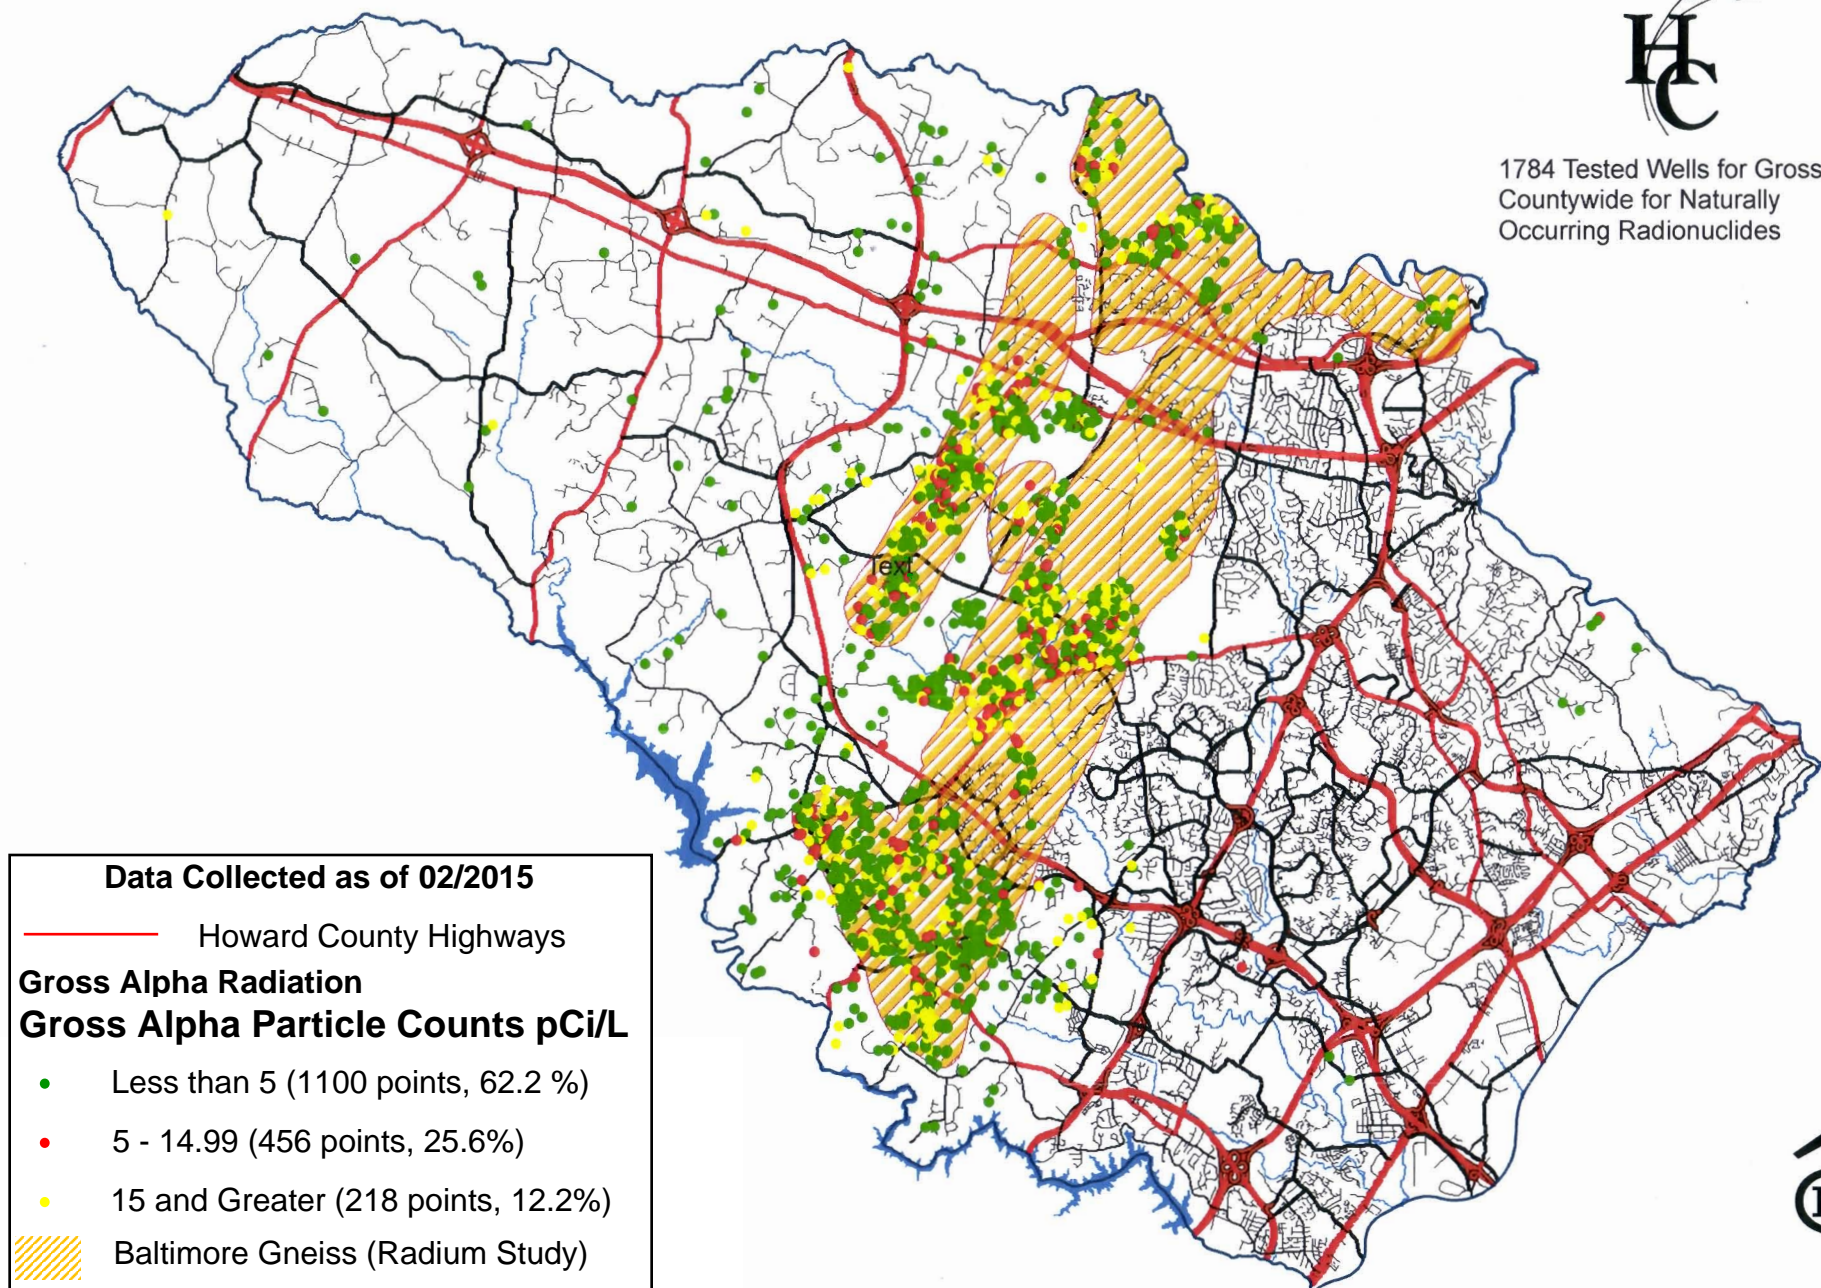 HC
1784 Tested Wells for Gross
Countywide for Naturally
Occurring Radionuclides
Text
Data Collected as of 02/2015
Howard County Highways
Gross Alpha Radiation
Gross Alpha Particle Counts pCi/L
Less than 5 (1100 points, 62.2 %)
5 - 14.99 (456 points, 25.6%)
15 and Greater (218 points, 12.2%)
Baltimore Gneiss (Radium Study)